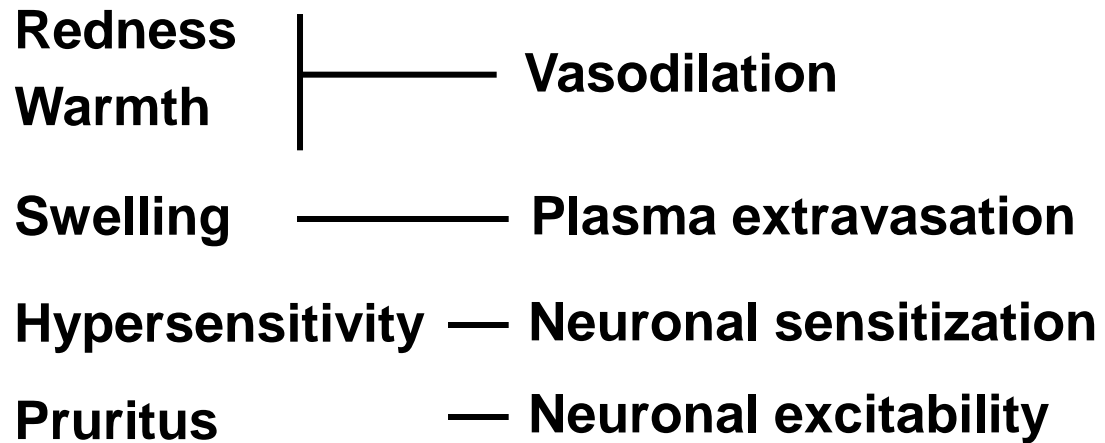 Redness
Warmth
Vasodilation
Swelling Plasma extravasation
Hypersensitivity Neuronal sensitization
Pruritus Neuronal excitability